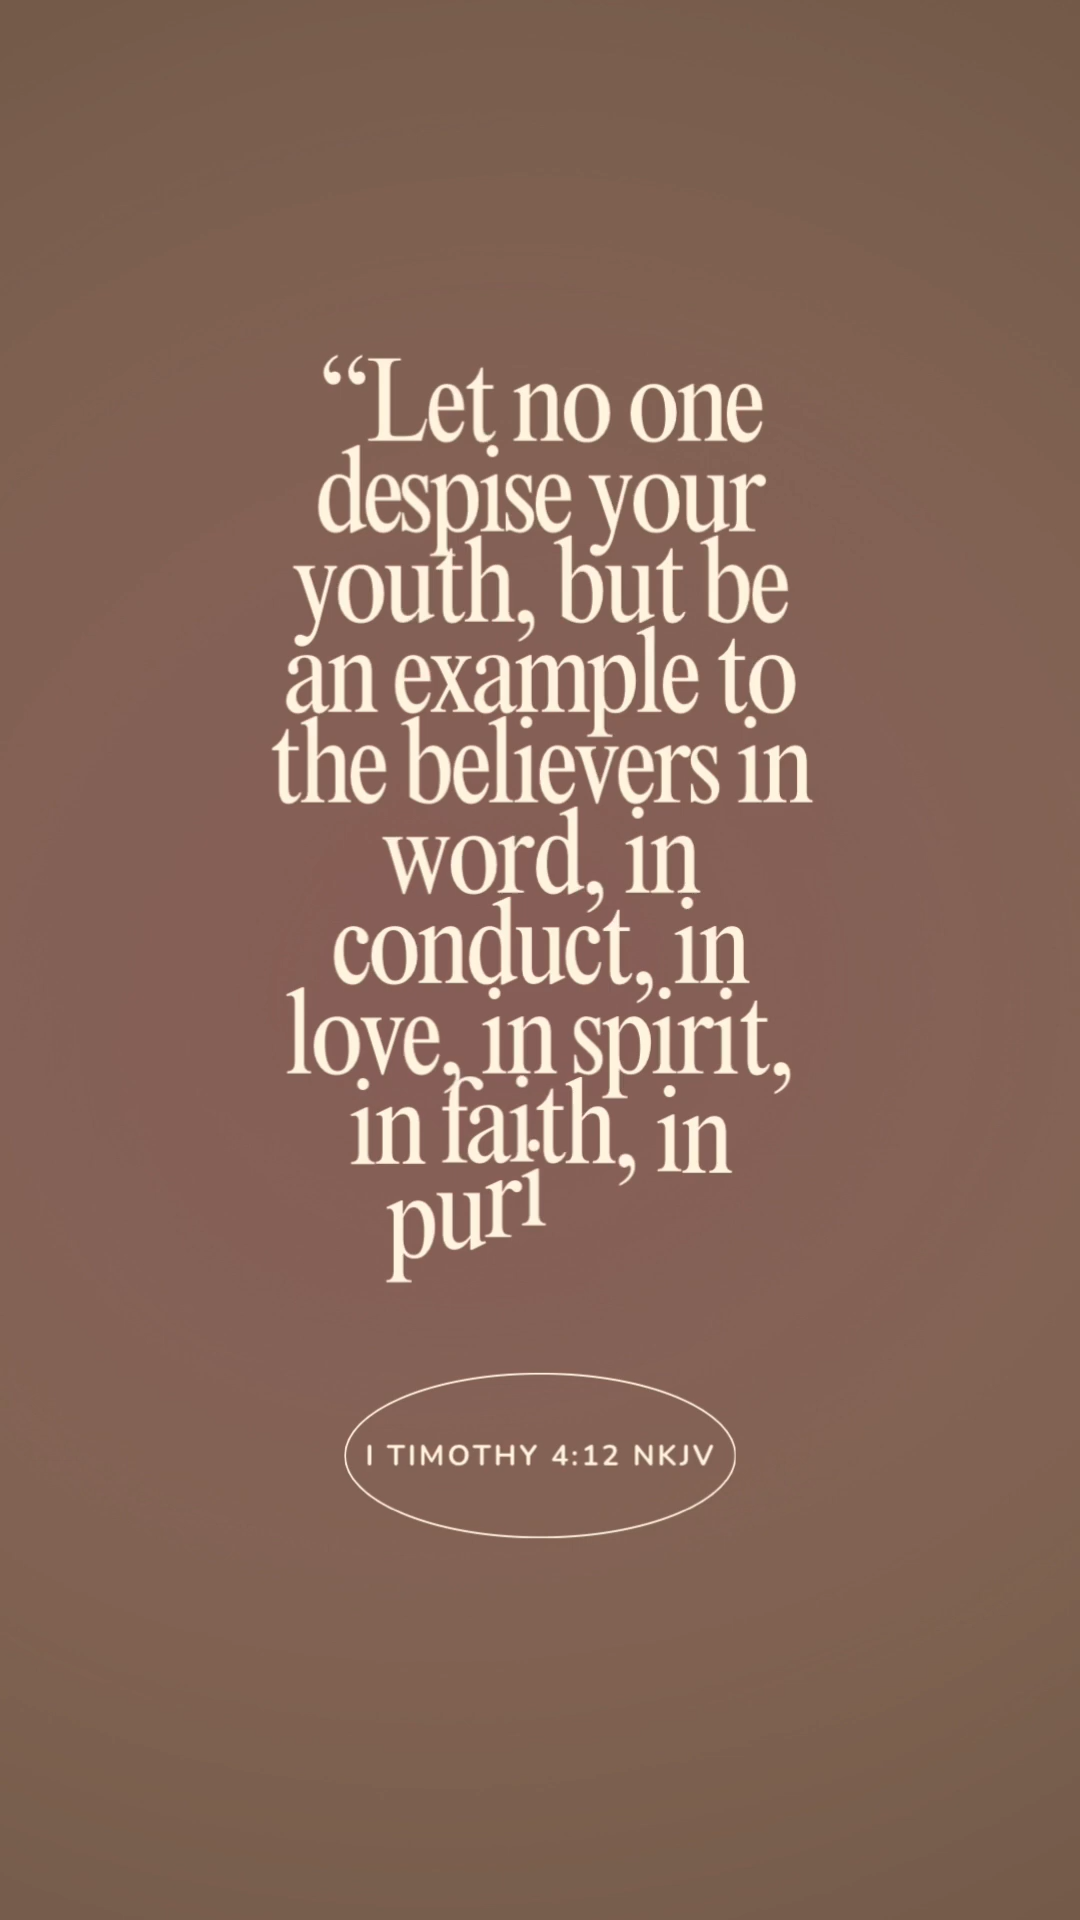 “Let no one
despise your
youth, but be
an example to
the believers in
word, in
conduct, in
love, in spirit,
in faith, in
puri
I TIMOTHY 4:12 NKJV